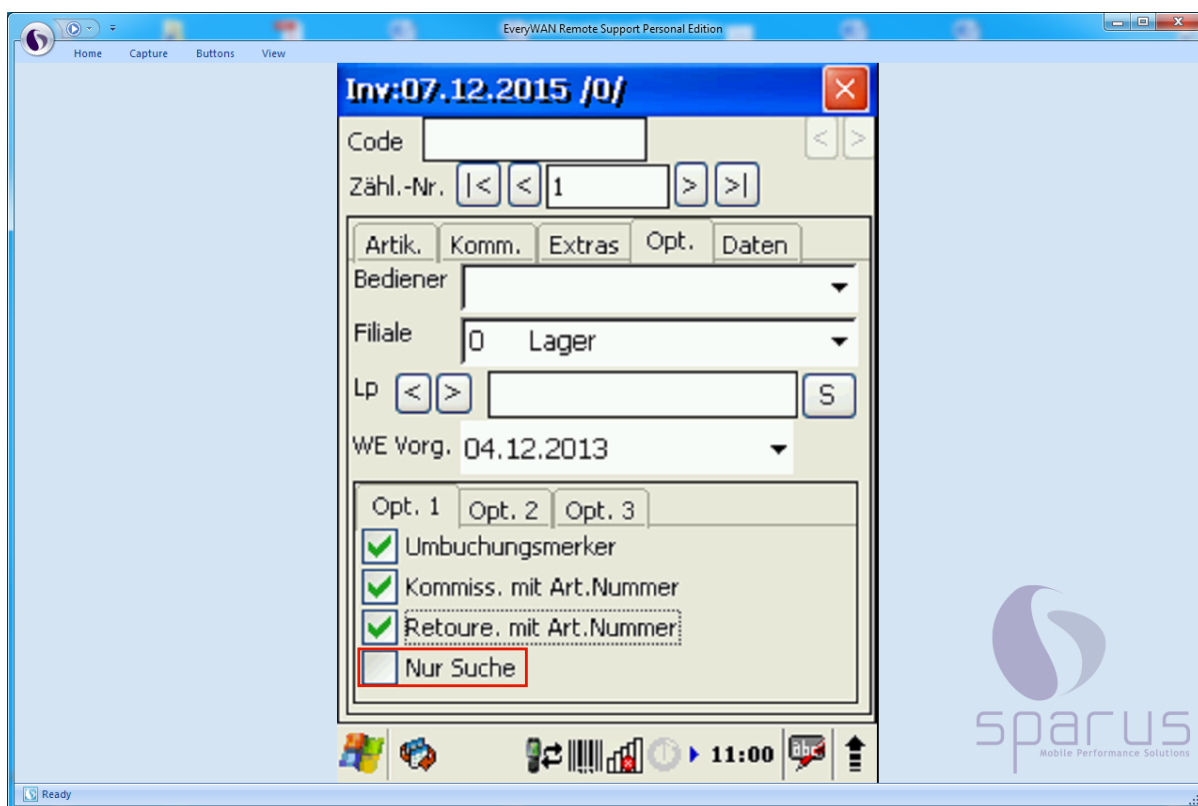 EveryWAN Remote Support Personal Edition
Home Capture Buttons View
Inv:07.12.2015 /0/
Code < >
Zähl.-Nr. |< < 1 > >|
Artik. Komm. Extras Opt. Daten
Bediener
Filiale 0 Lager
Lp < > S
WE Vorg. 04.12.2013
Opt. 1 Opt. 2 Opt. 3
Umbuchungsmerker
Kommiss. mit Art.Nummer
Retoure. mit Art.Nummer
Nur Suche
sparus
Mobile Performance Solutions
11:00 abc
Ready